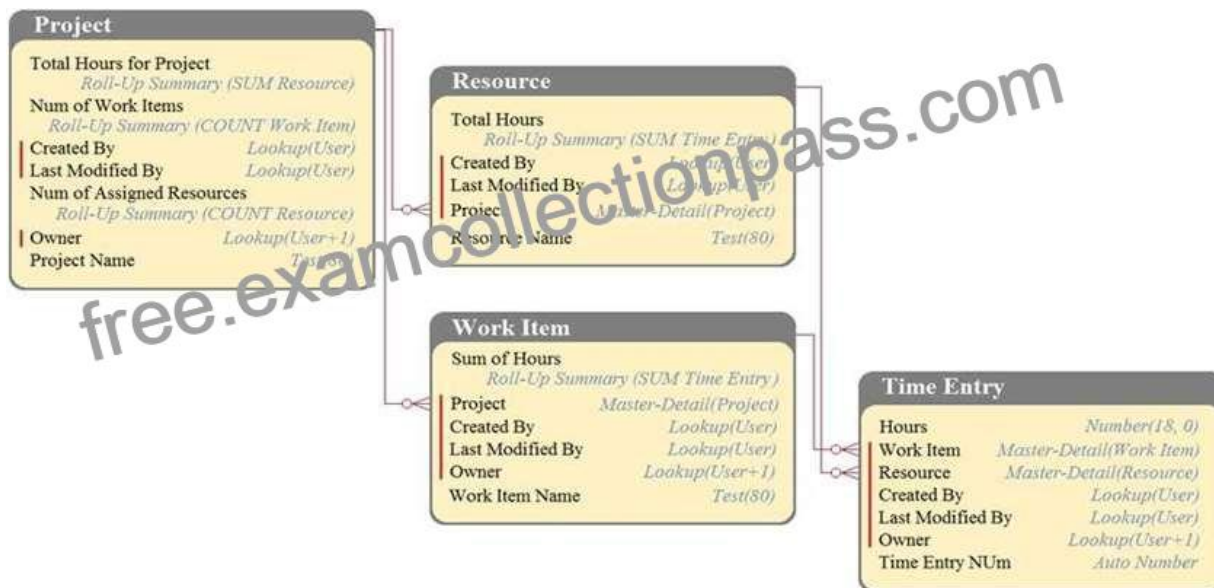 Project
Total Hours for Project
Roll-Up Summary (SUM Resource)
Num of Work Items
Roll-Up Summary (COUNT Work Item)
Created By Lookup(User)
Last Modified By Lookup(User)
Num of Assigned Resources
Roll-Up Summary (COUNT Resource)
Owner Lookup(User+1)
Project Name
Resource
Total Hours
Roll-Up Summary (SUM Time Entry)
Created By Lookup(User)
Last Modified By Lookup(User)
Project Master-Detail(Project)
Resource Name Test(80)
Work Item
Sum of Hours
Roll-Up Summary (SUM Time Entry)
Project Master-Detail(Project)
Created By Lookup(User)
Last Modified By Lookup(User)
Owner Lookup(User+1)
Work Item Name Test(80)
Time Entry
Hours Number(18, 0)
Work Item Master-Detail(Work Item)
Resource Master-Detail(Resource)
Created By Lookup(User)
Last Modified By Lookup(User)
Owner Lookup(User+1)
Time Entry NUm Auto Number
free.examcollectionpass.com